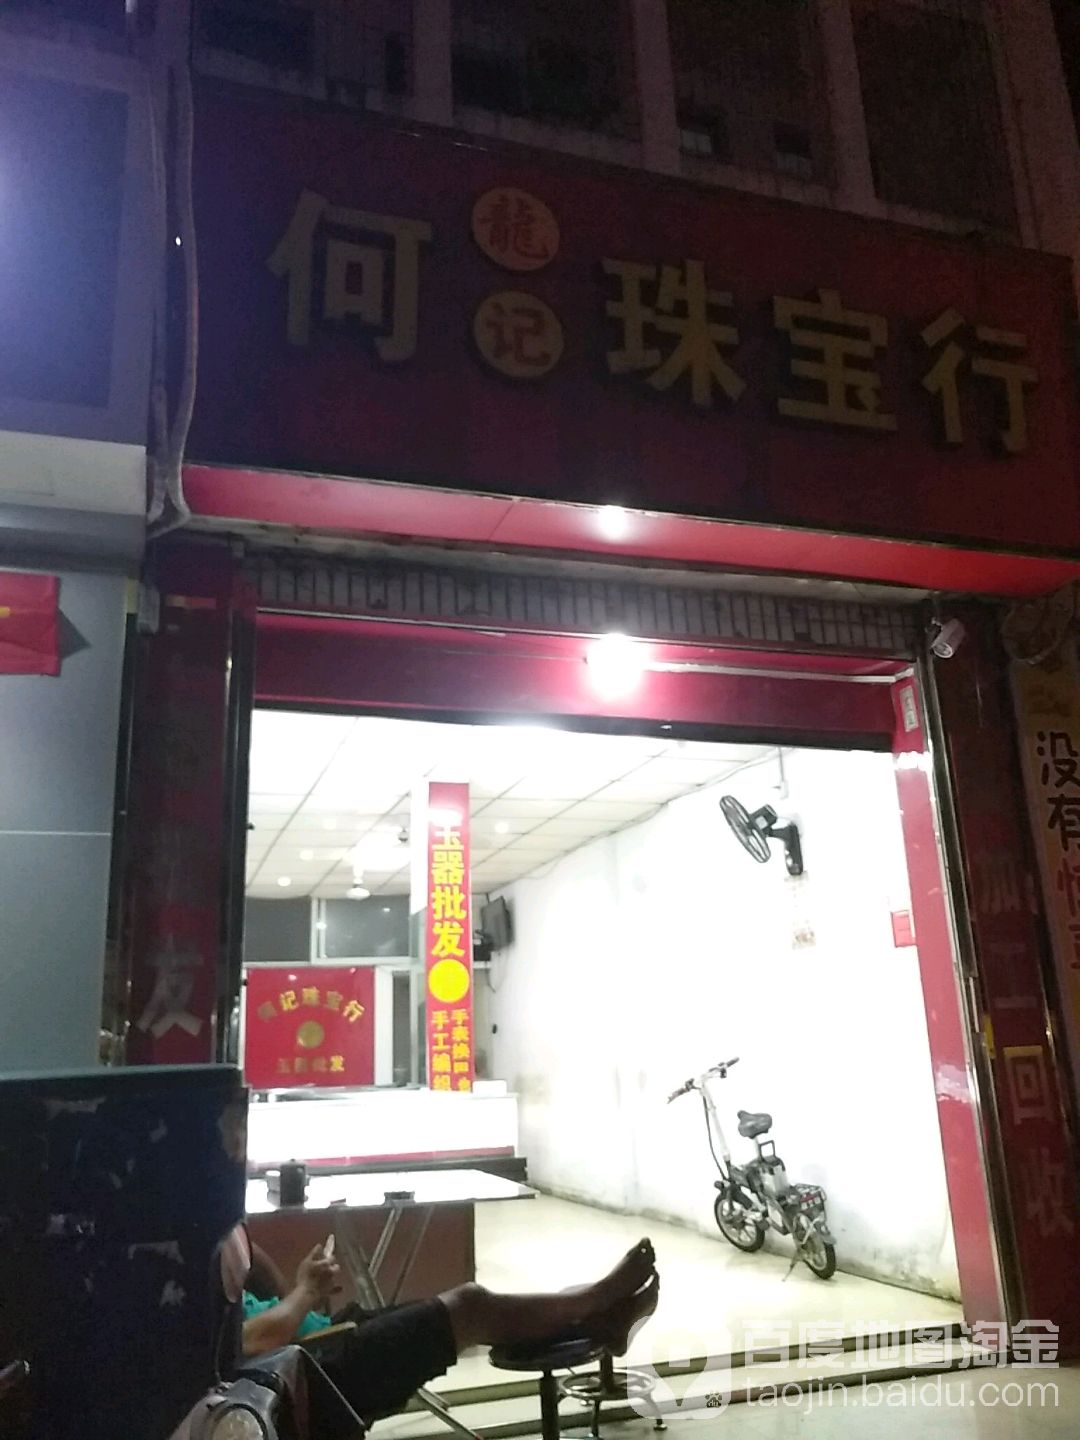 何龍记珠宝行
玉器批发
手工编织
手表换
记珠宝行
玉器批发
发
加工回收
没有
百度地图淘金
taojin.baidu.com